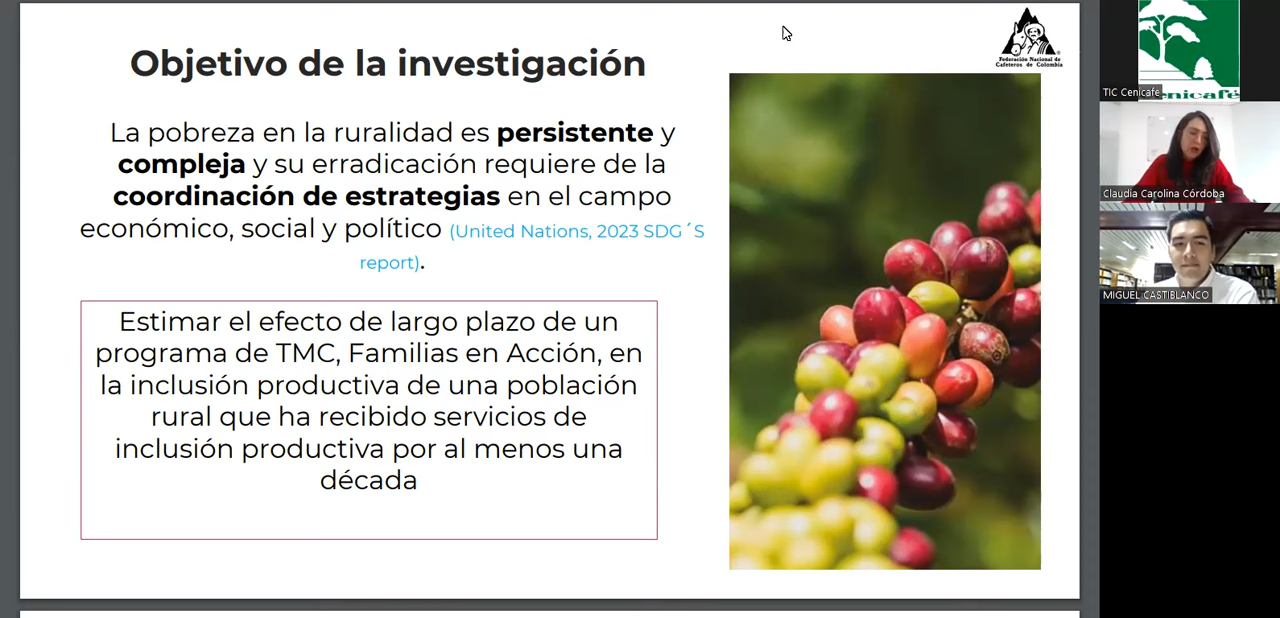 Objetivo de la investigación
Federación Nacional de
Cafeteros de Colombia
La pobreza en la ruralidad es persistente y
compleja y su erradicación requiere de la
coordinación de estrategias en el campo
económico, social y político (United Nations, 2023 SDG´S
report).
Estimar el efecto de largo plazo de un
programa de TMC, Familias en Acción, en
la inclusión productiva de una población
rural que ha recibido servicios de
inclusión productiva por al menos una
década
TIC Cenicafe
enicafé
Claudia Carolina Córdoba
MIGUEL CASTIBLANCO